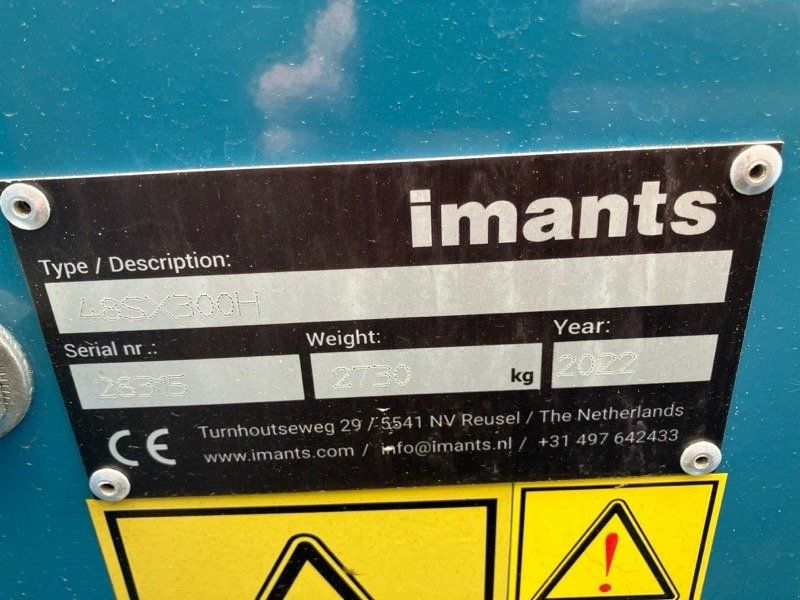 imants
Type / Description:
48SX300H
Serial nr.: Weight: Year:
28315 2730 kg 2022
CE Turnhoutseweg 29 / 5541 NV Reusel / The Netherlands
www.imants.com / info@imants.nl / +31 497 642433
!